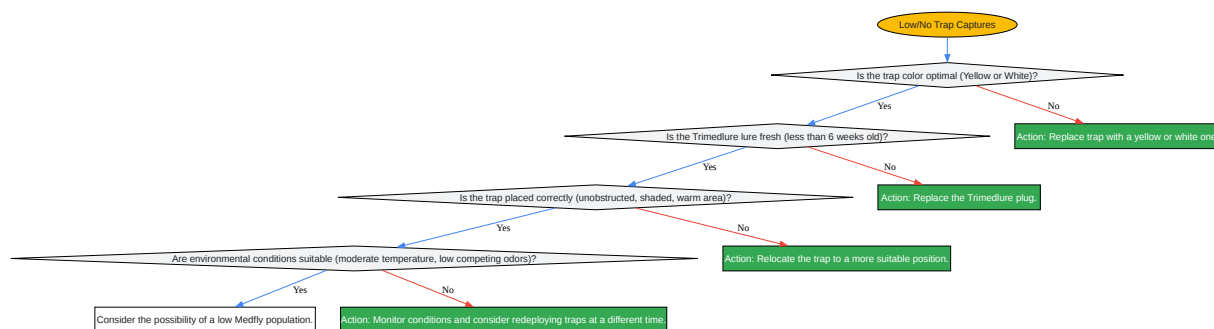 Low/No Trap Captures
Is the trap color optimal (Yellow or White)?
Yes
No
Is the Trimedlure lure fresh (less than 6 weeks old)?
Action: Replace trap with a yellow or white one
Yes
No
Is the trap placed correctly (unobstructed, shaded, warm area)?
Action: Replace the Trimedlure plug.
Yes
No
Are environmental conditions suitable (moderate temperature, low competing odors)?
Action: Relocate the trap to a more suitable position.
Yes
No
Consider the possibility of a low Medfly population.
Action: Monitor conditions and consider redeploying traps at a different time.